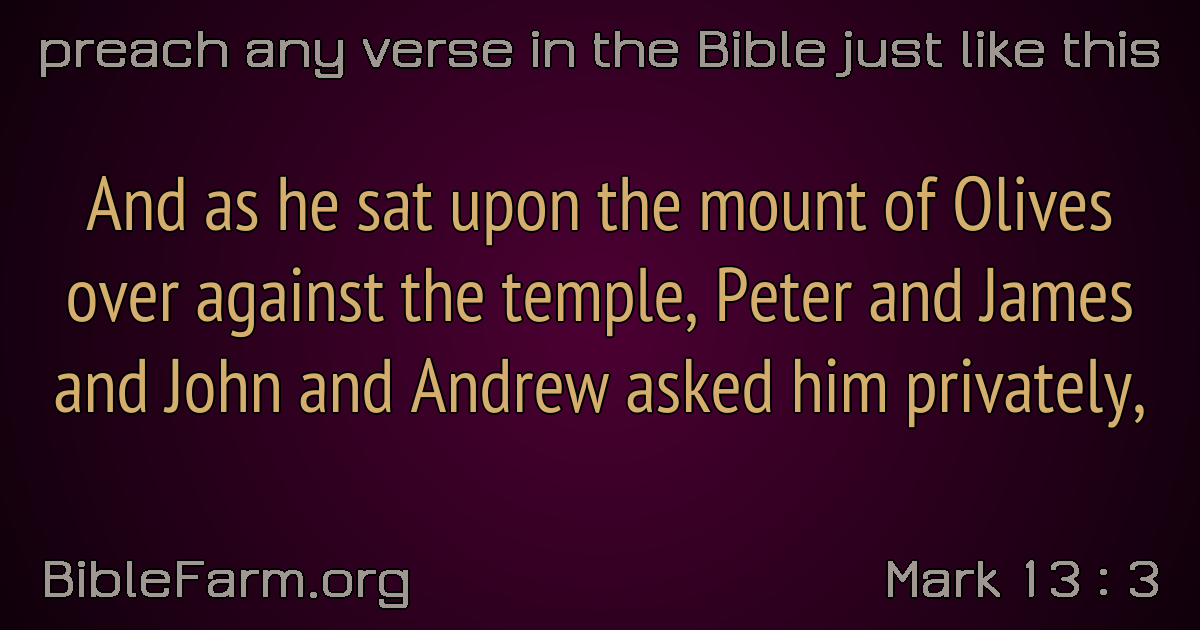 preach any verse in the Bible just like this
And as he sat upon the mount of Olives
over against the temple, Peter and James
and John and Andrew asked him privately,
BibleFarm.org
Mark 13 : 3